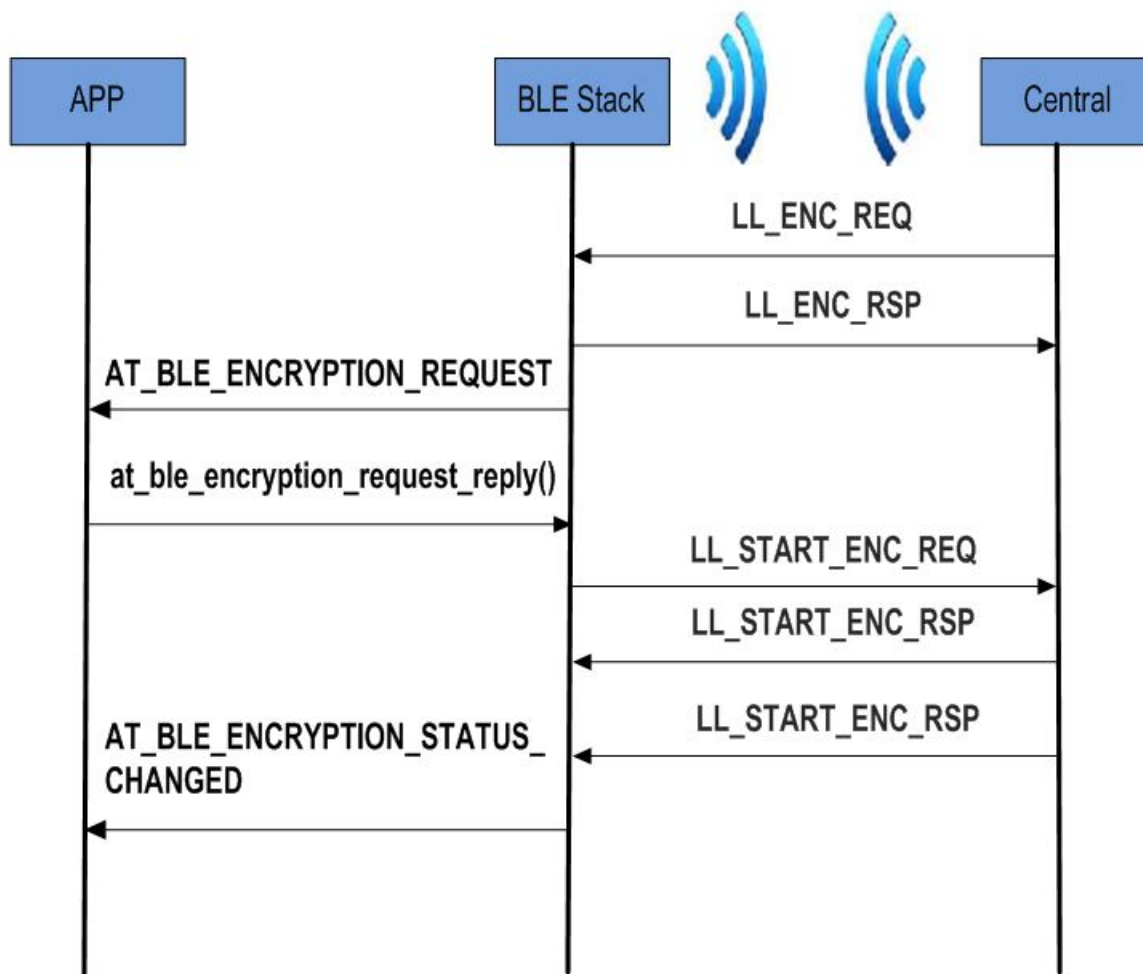 APP
BLE Stack
Central
LL_ENC_REQ
LL_ENC_RSP
AT_BLE_ENCRYPTION_REQUEST
at_ble_encryption_request_reply()
LL_START_ENC_REQ
LL_START_ENC_RSP
LL_START_ENC_RSP
AT_BLE_ENCRYPTION_STATUS_
CHANGED